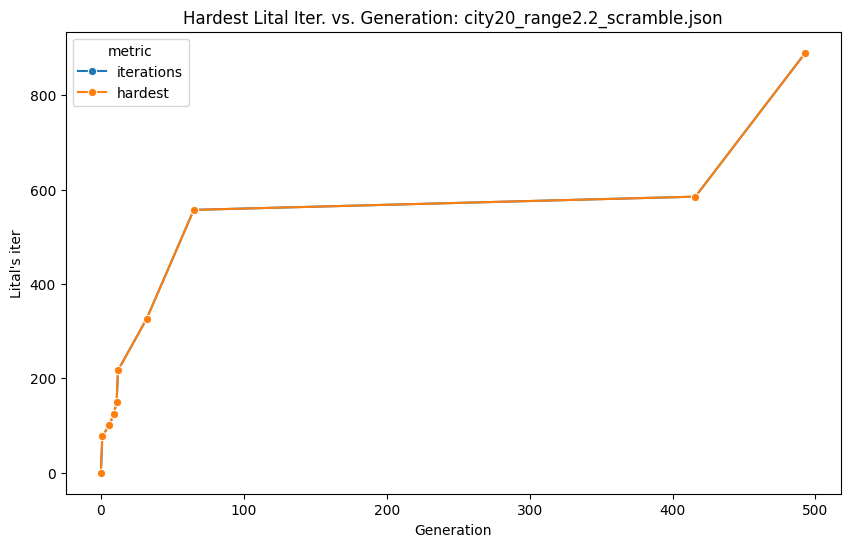 Hardest Lital Iter. vs. Generation: city20_range2.2_scramble.json
metric
iterations
hardest
Lital's iter
800
600
400
200
0
0 100 200 300 400 500
Generation